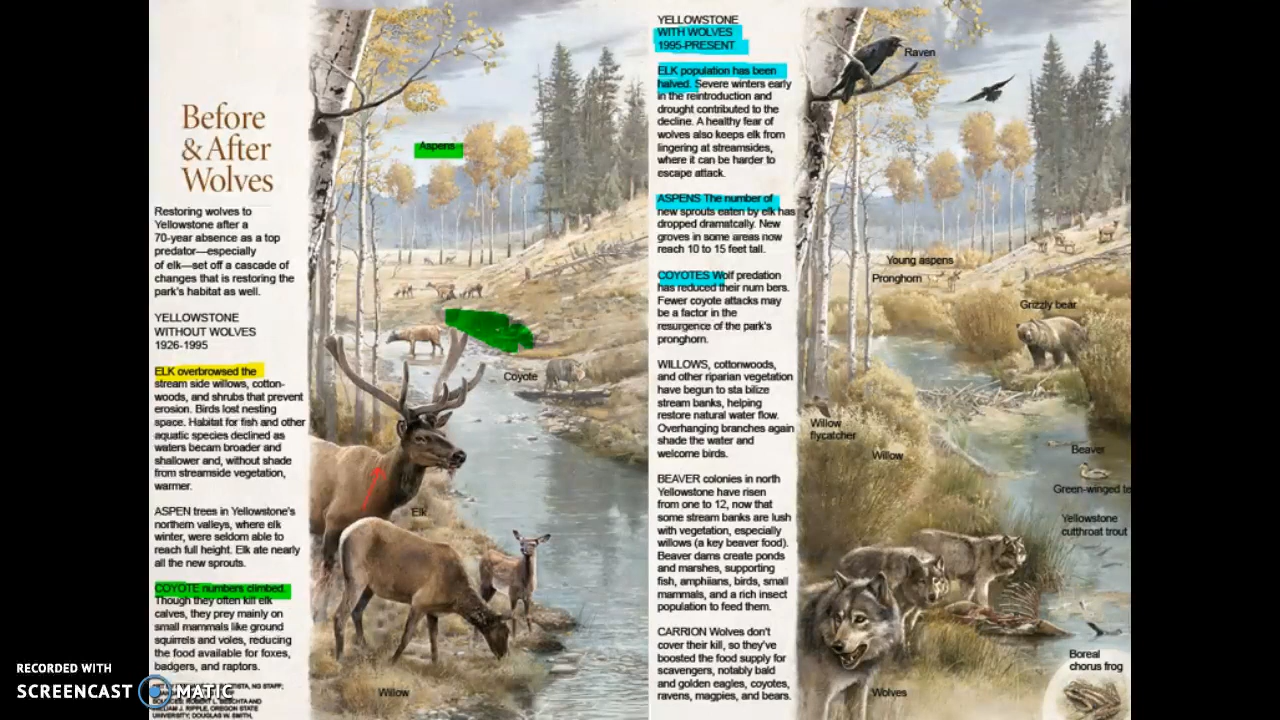 Before
& After
Wolves
Restoring wolves to
Yellowstone after a
70-year absence as a top
predator—especially
of elk—set off a cascade of
changes that is restoring the
park's habitat as well.
YELLOWSTONE
WITHOUT WOLVES
1926-1995
ELK overbrowsed the
stream side willows, cotton-
woods, and shrubs that prevent
erosion. Birds lost nesting
space. Habitat for fish and other
aquatic species declined as
waters becam broader and
shallower and, without shade
from streamside vegetation,
warmer.
ASPEN trees in Yellowstone's
northern valleys, where elk
winter, were seldom able to
reach full height. Elk ate nearly
all the new sprouts.
COYOTE numbers climbed.
Though they often kill elk
calves, they prey mainly on
small mammals like ground
squirrels and voles, reducing
the food available for foxes,
badgers, and raptors.
SOURCES: ROBERT L. BESCHTA AND
WILLIAM J. RIPPLE, OREGON STATE
UNIVERSITY; DOUGLAS W. SMITH,
Aspens
Coyote
Elk
Willow
YELLOWSTONE
WITH WOLVES
1995-PRESENT
ELK population has been
halved. Severe winters early
in the reintroduction and
drought contributed to the
decline. A healthy fear of
wolves also keeps elk from
lingering at streamsides,
where it can be harder to
escape attack.
ASPENS The number of
new sprouts eaten by elk has
dropped dramatcally. New
groves in some areas now
reach 10 to 15 feet tall.
COYOTES Wolf predation
has reduced their num bers.
Fewer coyote attacks may
be a factor in the
resurgence of the park's
pronghorn.
WILLOWS, cottonwoods,
and other riparian vegetation
have begun to sta bilize
stream banks, helping
restore natural water flow.
Overhanging branches again
shade the water and
welcome birds.
BEAVER colonies in north
Yellowstone have risen
from one to 12, now that
some stream banks are lush
with vegetation, especially
willows (a key beaver food).
Beaver dams create ponds
and marshes, supporting
fish, amphiians, birds, small
mammals, and a rich insect
population to feed them.
CARRION Wolves don't
cover their kill, so they've
boosted the food supply for
scavengers, notably bald
and golden eagles, coyotes,
ravens, magpies, and bears.
Raven
Young aspens
Pronghorn
Grizzly bear
Willow
flycatcher
Willow
Beaver
Green-winged te
Yellowstone
cutthroat trout
Boreal
chorus frog
Wolves
RECORDED WITH
SCREENCAST MATIC